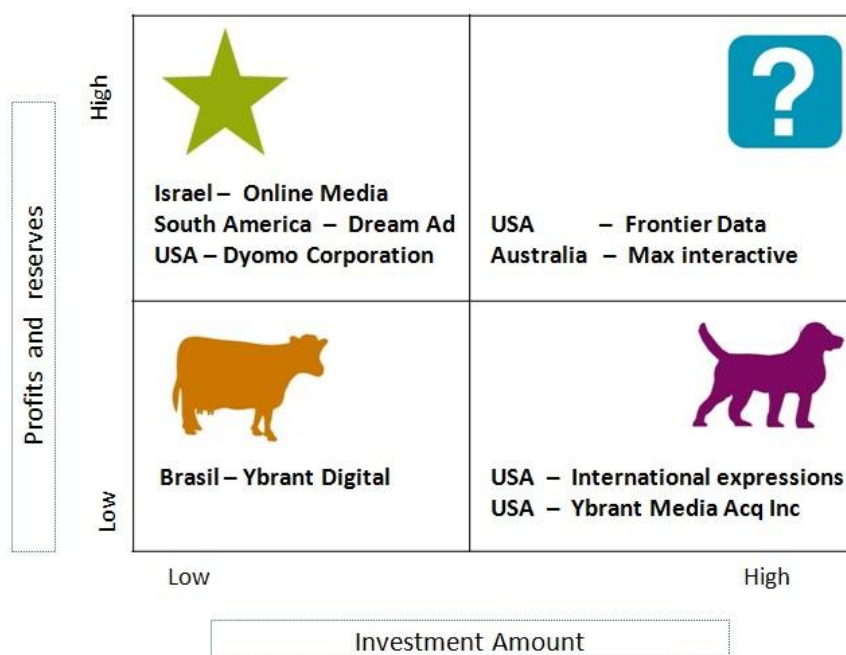 High
?
Israel – Online Media
South America – Dream Ad
USA – Dyomo Corporation
USA – Frontier Data
Australia – Max interactive
Profits and reserves
Brasil – Ybrant Digital
USA – International expressions
USA – Ybrant Media Acq Inc
Low
Low
High
Investment Amount